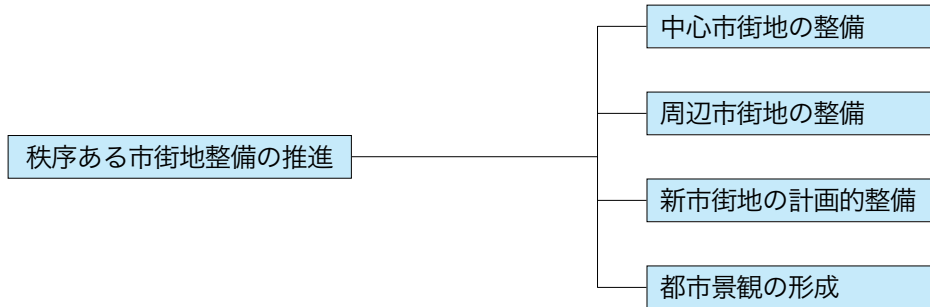 秩序ある市街地整備の推進
中心市街地の整備
周辺市街地の整備
新市街地の計画的整備
都市景観の形成